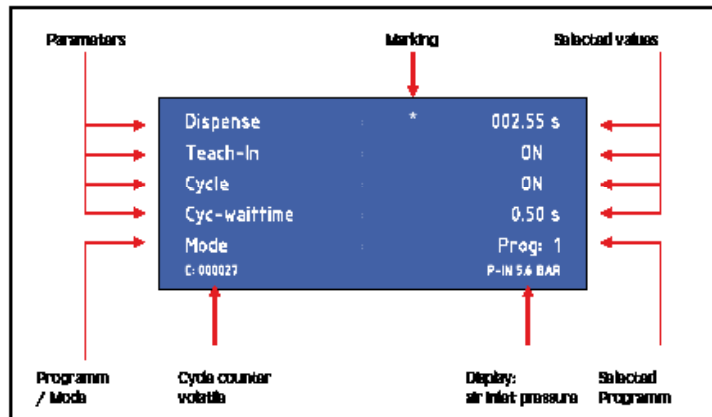 Parameters
Marking
Selected values
Dispense : * 002.55 s
Teach-In : ON
Cycle : ON
Cyc-waittime : 0.50 s
Mode : Prog: 1
C: 000027 P-IN 5.6 BAR
Programm
/ Mode
Cycle counter
volatile
Display:
air inlet pressure
Selected
Programm